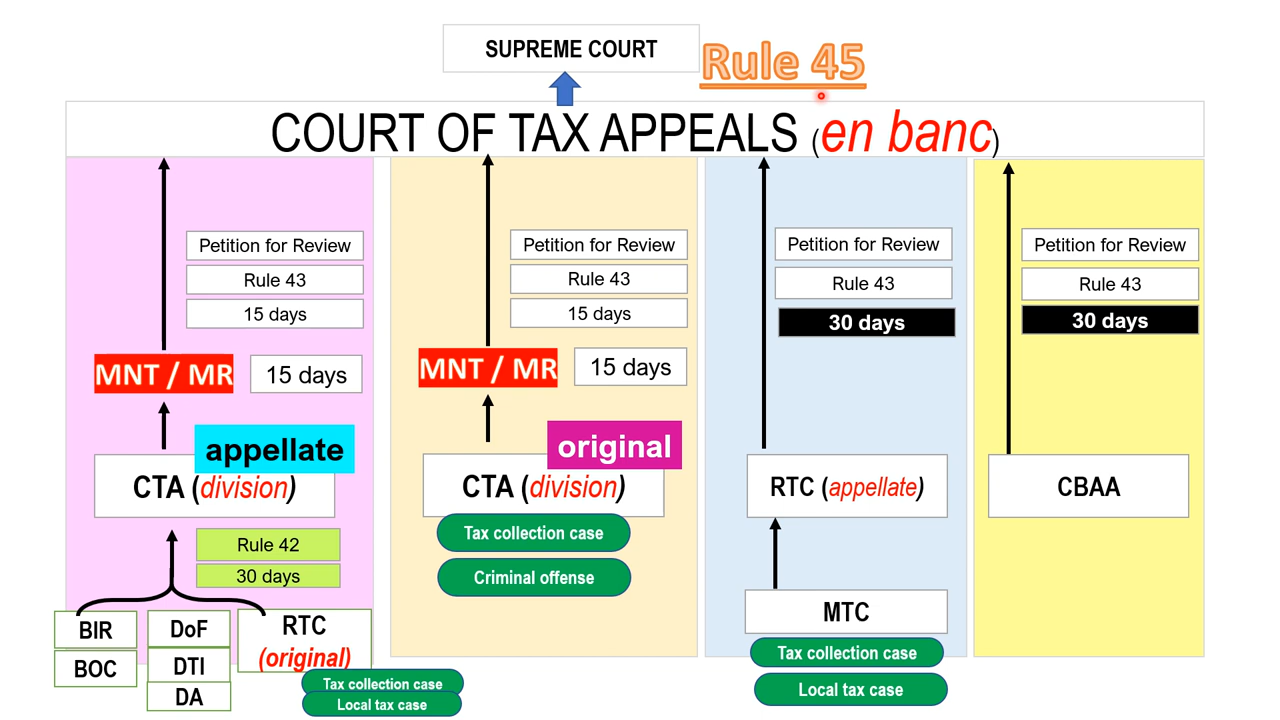 SUPREME COURT
Rule 45
COURT OF TAX APPEALS (en banc)
Petition for Review
Rule 43
15 days
MNT / MR
15 days
appellate
CTA (division)
Rule 42
30 days
BIR
BOC
DoF
DTI
DA
RTC
(original)
Tax collection case
Local tax case
Petition for Review
Rule 43
15 days
MNT / MR
15 days
original
CTA (division)
Tax collection case
Criminal offense
Petition for Review
Rule 43
30 days
RTC (appellate)
MTC
Tax collection case
Local tax case
Petition for Review
Rule 43
30 days
CBAA